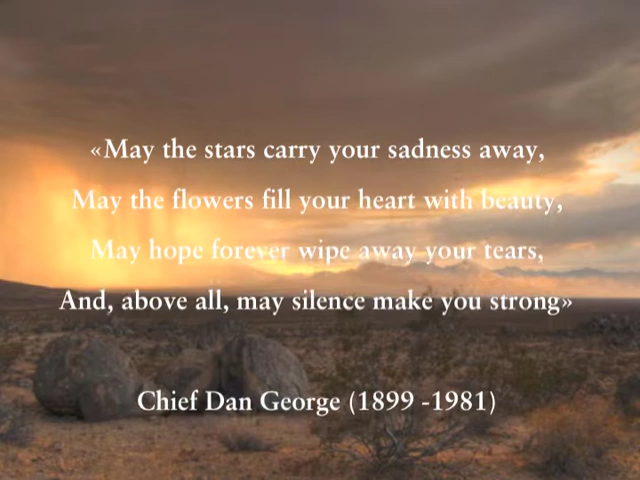 «May the stars carry your sadness away,
May the flowers fill your heart with beauty,
May hope forever wipe away your tears,
And, above all, may silence make you strong»
Chief Dan George (1899 -1981)